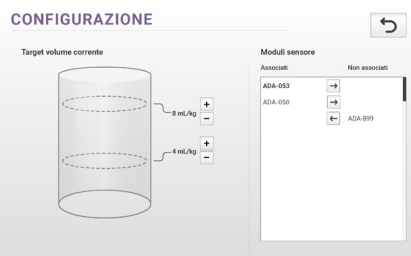 CONFIGURAZIONE
Target volume corrente
8 mL/kg
+
−
4 mL/kg
+
−
Moduli sensore
Associati
Non associati
ADA-053
→
ADA-050
→
← ADA-899